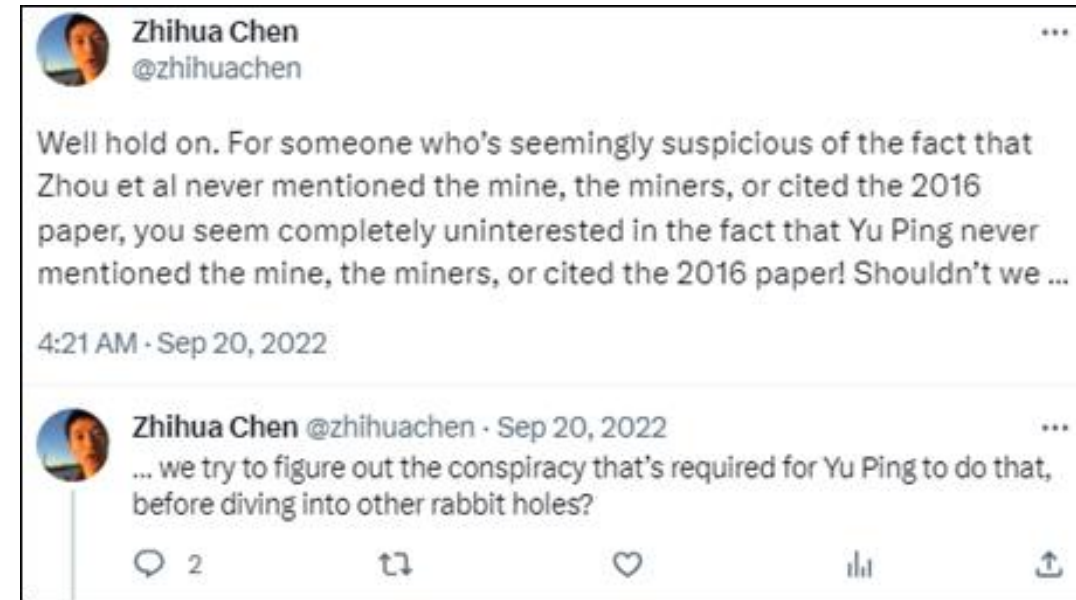 Zhihua Chen
@zhihuachen
Well hold on. For someone who's seemingly suspicious of the fact that
Zhou et al never mentioned the mine, the miners, or cited the 2016
paper, you seem completely uninterested in the fact that Yu Ping never
mentioned the mine, the miners, or cited the 2016 paper! Shouldn't we ...
4:21 AM · Sep 20, 2022
Zhihua Chen @zhihuachen · Sep 20, 2022
... we try to figure out the conspiracy that's required for Yu Ping to do that,
before diving into other rabbit holes?
2